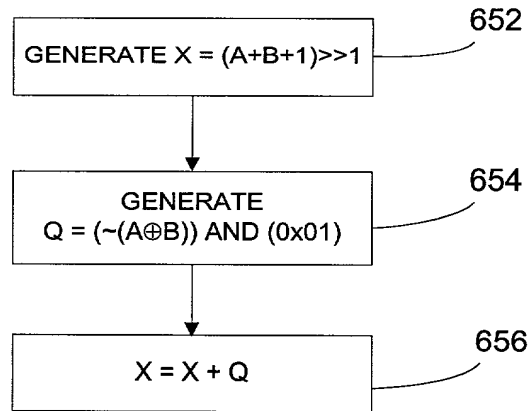 652
GENERATE X = (A+B+1)>>1
654
GENERATE
Q = (~(A⊕B)) AND (0x01)
656
X = X + Q